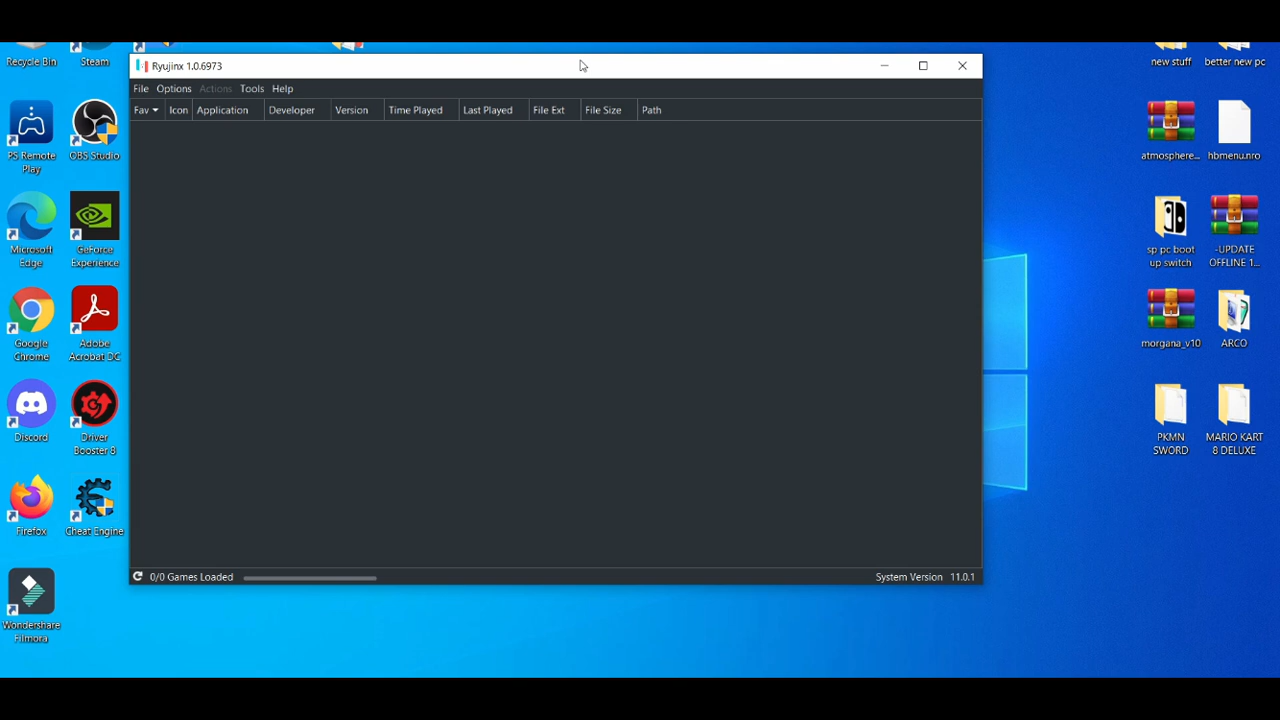 Recycle Bin
Steam
new stuff
better new pc
Ryujinx 1.0.6973
File Options Actions Tools Help
Fav Icon Application Developer Version Time Played Last Played File Ext File Size Path
PS Remote
Play
OBS Studio
atmosphere...
hbmenu.nro
Microsoft
Edge
GeForce
Experience
sp pc boot
up switch
-UPDATE
OFFLINE 1...
Google
Chrome
Adobe
Acrobat DC
morgana_v10
ARCO
Discord
Driver
Booster 8
PKMN
SWORD
MARIO KART
8 DELUXE
Firefox
Cheat Engine
0/0 Games Loaded
System Version 11.0.1
Wondershare
Filmora